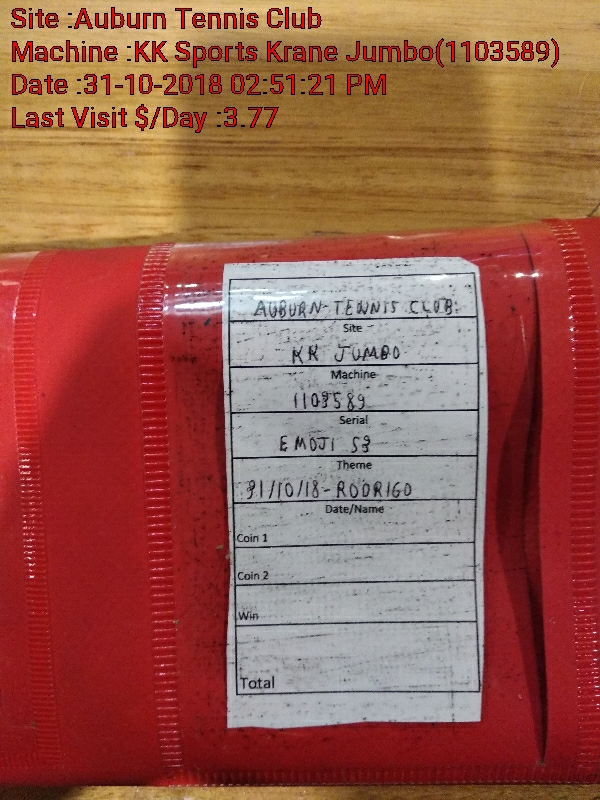 Site :Auburn Tennis Club
Machine :KK Sports Krane Jumbo(1103589)
Date :31-10-2018 02:51:21 PM
Last Visit $/Day :3.77
AUBURN-TENNIS CLUB.
Site
KK JUMBO
Machine
1103589
Serial
EMOJI 53
Theme
31/10/18-RODRIGO
Date/Name
Coin 1
Coin 2
Win
Total